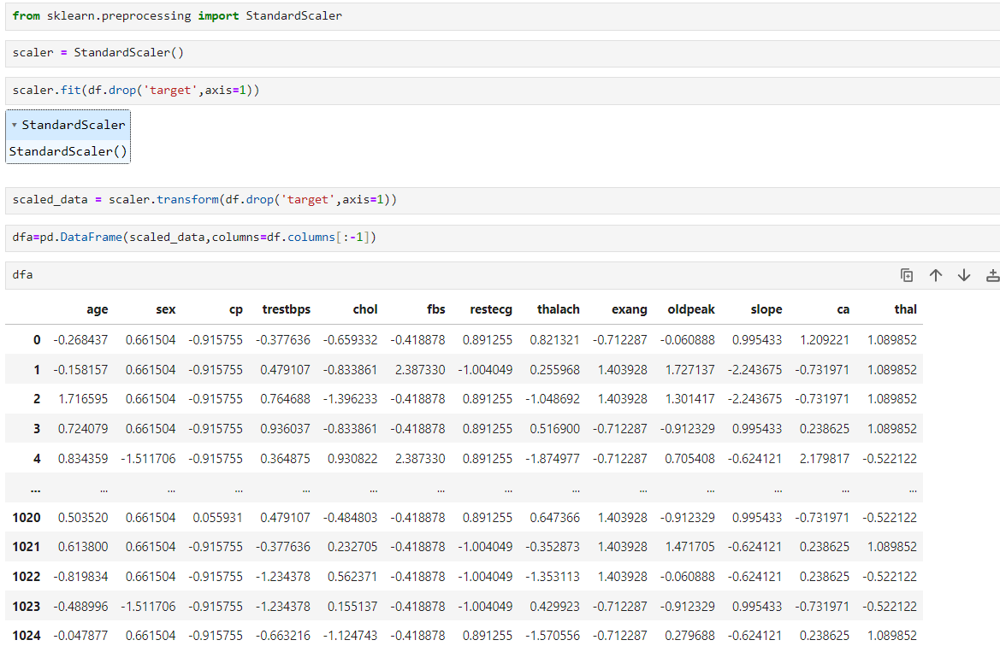 from sklearn.preprocessing import StandardScaler
scaler = StandardScaler()
scaler.fit(df.drop('target',axis=1))
StandardScaler
StandardScaler()
scaled_data = scaler.transform(df.drop('target',axis=1))
dfa=pd.DataFrame(scaled_data,columns=df.columns[:-1])
dfa
age sex cp trestbps chol fbs restecg thalach exang oldpeak slope ca thal
0 -0.268437 0.661504 -0.915755 -0.377636 -0.659332 -0.418878 0.891255 0.821321 -0.712287 -0.060888 0.995433 1.209221 1.089852
1 -0.158157 0.661504 -0.915755 0.479107 -0.833861 2.387330 -1.004049 0.255968 1.403928 1.727137 -2.243675 -0.731971 1.089852
2 1.716595 0.661504 -0.915755 0.764688 -1.396233 -0.418878 0.891255 -1.048692 1.403928 1.301417 -2.243675 -0.731971 1.089852
3 0.724079 0.661504 -0.915755 0.936037 -0.833861 -0.418878 0.891255 0.516900 -0.712287 -0.912329 0.995433 0.238625 1.089852
4 0.834359 -1.511706 -0.915755 0.364875 0.930822 2.387330 0.891255 -1.874977 -0.712287 0.705408 -0.624121 2.179817 -0.522122
... ... ... ... ... ... ... ... ... ... ... ... ... ...
1020 0.503520 0.661504 0.055931 0.479107 -0.484803 -0.418878 0.891255 0.647366 1.403928 -0.912329 0.995433 -0.731971 -0.522122
1021 0.613800 0.661504 -0.915755 -0.377636 0.232705 -0.418878 -1.004049 -0.352873 1.403928 1.471705 -0.624121 0.238625 1.089852
1022 -0.819834 0.661504 -0.915755 -1.234378 0.562371 -0.418878 -1.004049 -1.353113 1.403928 -0.060888 -0.624121 0.238625 -0.522122
1023 -0.488996 -1.511706 -0.915755 -1.234378 0.155137 -0.418878 -1.004049 0.429923 -0.712287 -0.912329 0.995433 -0.731971 -0.522122
1024 -0.047877 0.661504 -0.915755 -0.663216 -1.124743 -0.418878 0.891255 -1.570556 -0.712287 0.279688 -0.624121 0.238625 1.089852